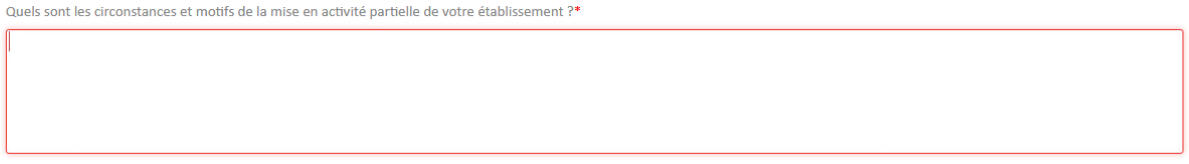 Quels sont les circonstances et motifs de la mise en activité partielle de votre établissement ?*